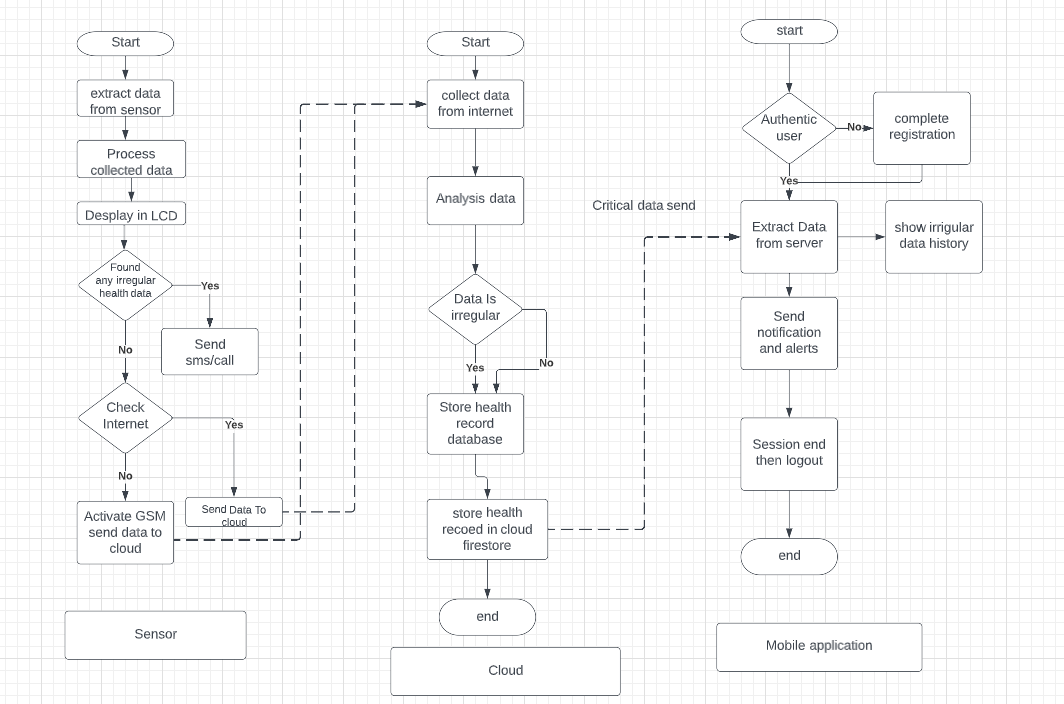 Start
extract data
from sensor
Process
collected data
Desplay in LCD
Found
any irregular
health data
Yes
Send
sms/call
No
Check
Internet
Yes
No
Activate GSM
send data to
cloud
Send Data To
cloud
Sensor
Start
collect data
from internet
Analysis data
Data Is
irregular
No
Yes
Store health
record
database
store health
recoed in cloud
firestore
end
Cloud
Critical data send
start
Authentic
user
No
complete
registration
Yes
Extract Data
from server
show irrigular
data history
Send
notification
and alerts
Session end
then logout
end
Mobile application